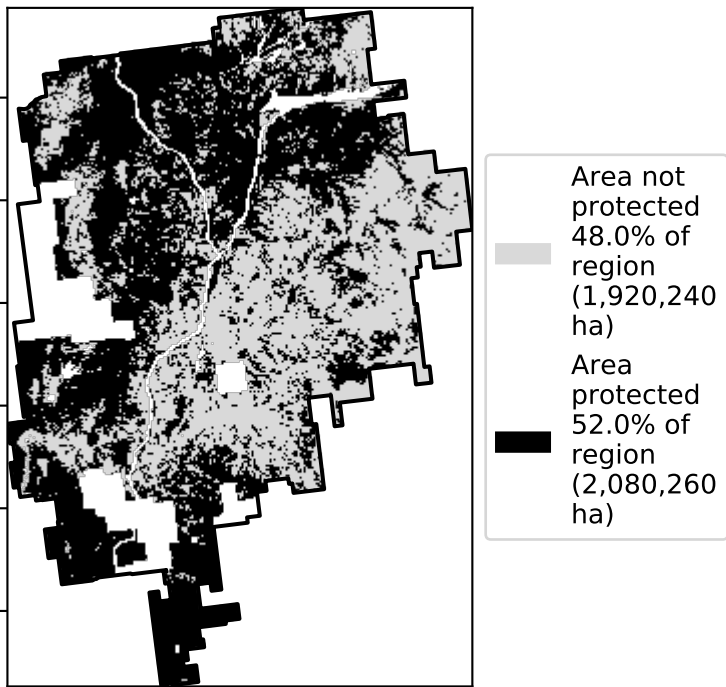 Area not
protected
48.0% of
region
(1,920,240
ha)
Area
protected
52.0% of
region
(2,080,260
ha)